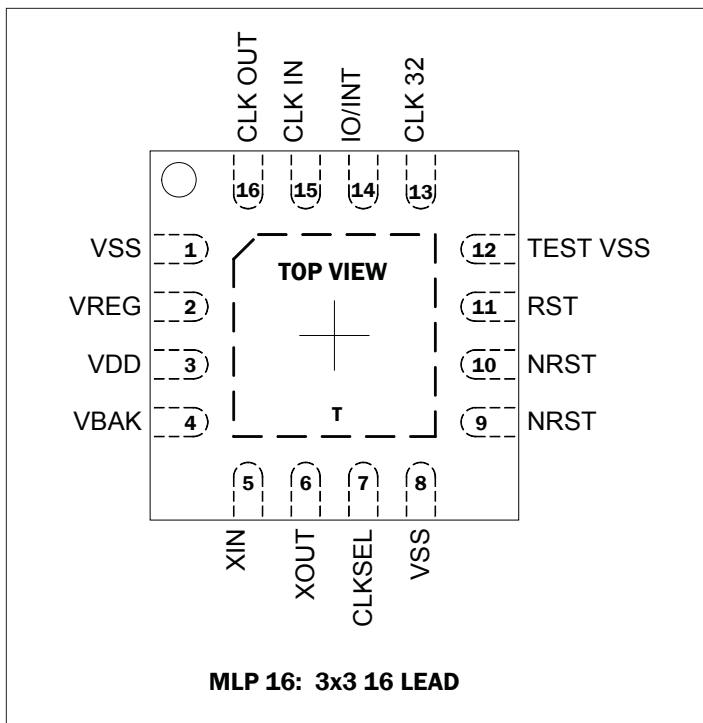 CLK OUT
CLK IN
IO/INT
CLK 32
16
15
14
13
VSS
1
VREG
2
VDD
3
VBAK
4
TOP VIEW
T
12
TEST VSS
11
RST
10
NRST
9
NRST
5
6
7
8
XIN
XOUT
CLKSEL
VSS
MLP 16: 3x3 16 LEAD